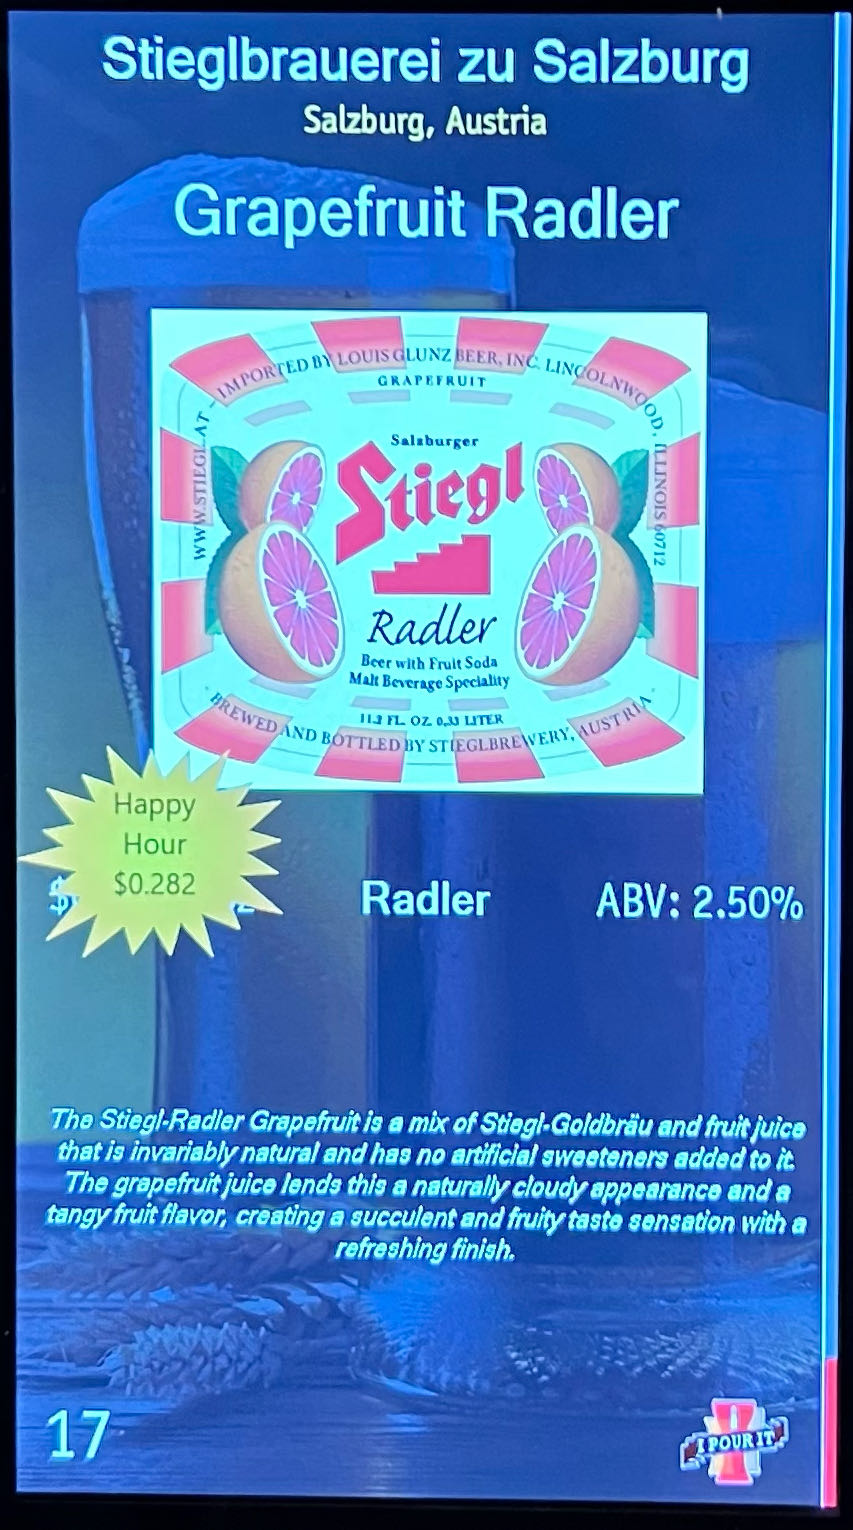 Stieglbrauerei zu Salzburg
Salzburg, Austria
Grapefruit Radler
WWW.STIEGL.AT – IMPORTED BY LOUIS GLUNZ BEER, INC. LINCOLNWOOD, ILLINOIS 60712
GRAPEFRUIT
Salzburger
Stiegl
Radler
Beer with Fruit Soda
Malt Beverage Speciality
11.2 FL. OZ. 0,33 LITER
· BREWED AND BOTTLED BY STIEGLBREWERY, AUSTRIA ·
Happy
Hour
$0.282
$
Radler
ABV: 2.50%
The Stiegl-Radler Grapefruit is a mix of Stiegl-Goldbräu and fruit juice
that is invariably natural and has no artificial sweeteners added to it.
The grapefruit juice lends this a naturally cloudy appearance and a
tangy fruit flavor, creating a succulent and fruity taste sensation with a
refreshing finish.
17
I POUR IT